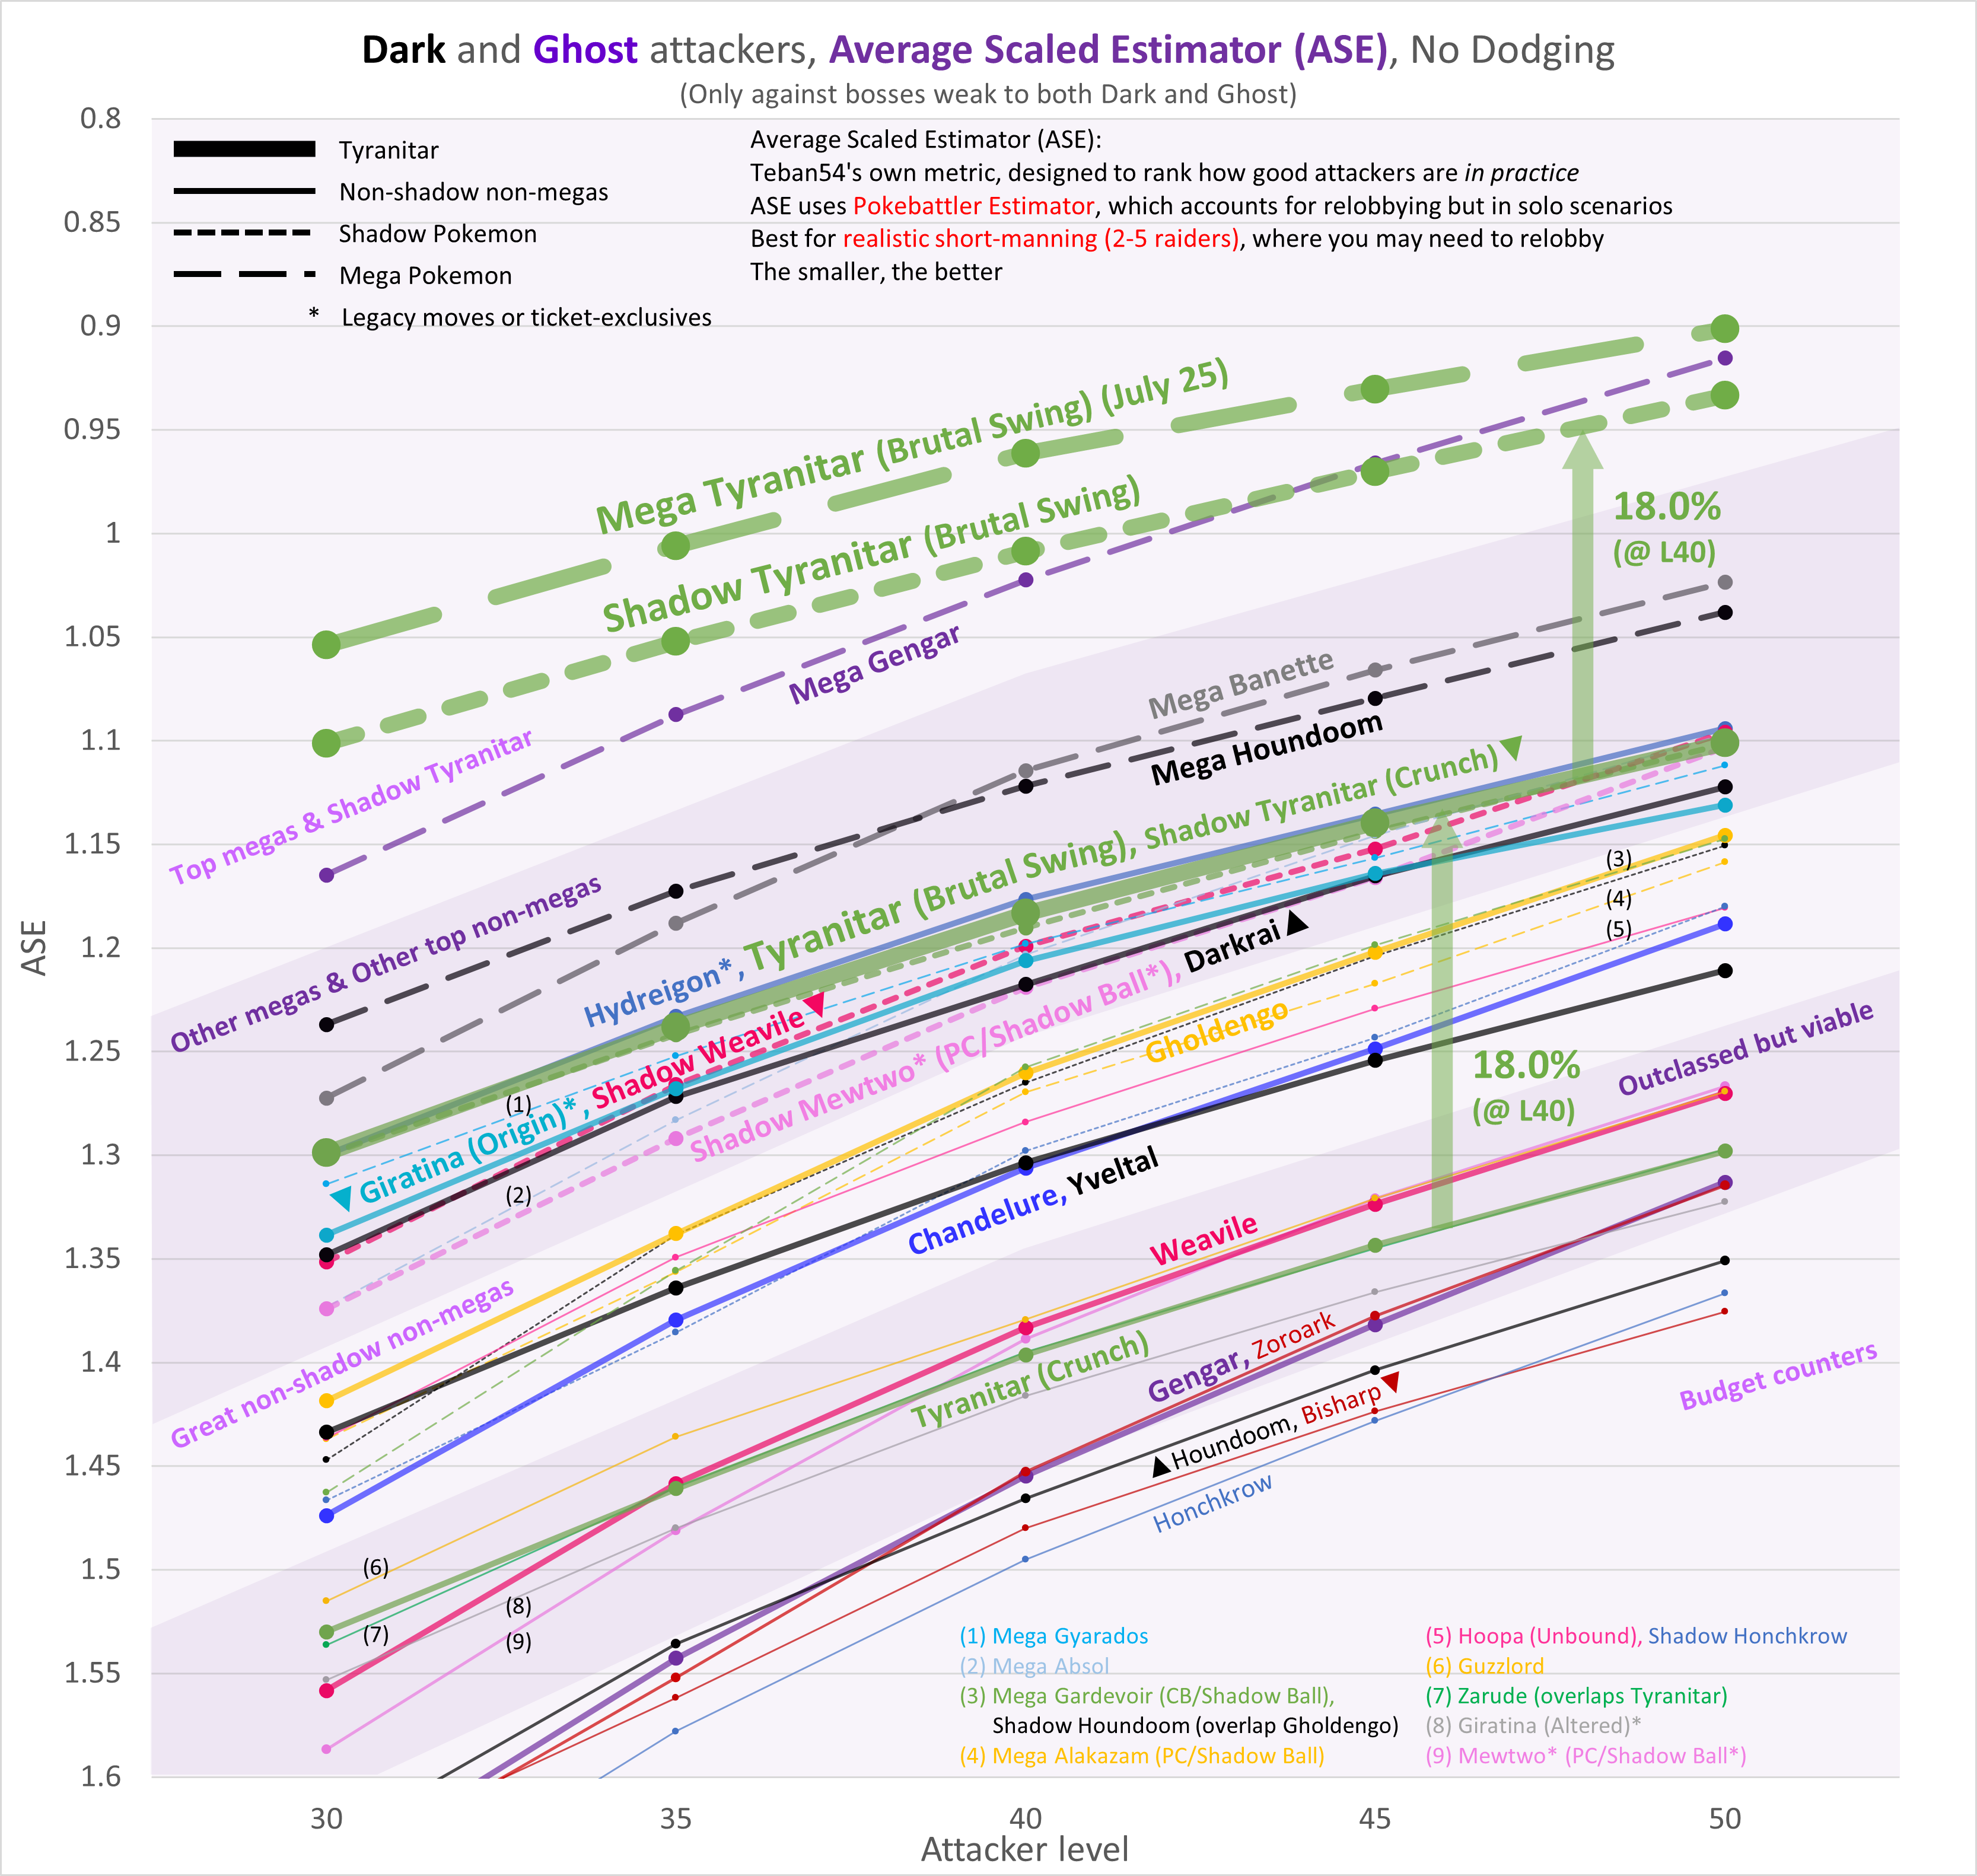 Dark and Ghost attackers, Average Scaled Estimator (ASE), No Dodging
(Only against bosses weak to both Dark and Ghost)
Tyranitar
Non-shadow non-megas
Shadow Pokemon
Mega Pokemon
* Legacy moves or ticket-exclusives
Average Scaled Estimator (ASE):
Teban54's own metric, designed to rank how good attackers are in practice
ASE uses Pokebattler Estimator, which accounts for relobbying but in solo scenarios
Best for realistic short-manning (2-5 raiders), where you may need to relobby
The smaller, the better
0.8
0.85
0.9
0.95
1
1.05
1.1
1.15
1.2
1.25
1.3
1.35
1.4
1.45
1.5
1.55
1.6
ASE
Mega Tyranitar (Brutal Swing) (July 25)
Shadow Tyranitar (Brutal Swing)
Mega Gengar
18.0%
(@ L40)
Top megas & Shadow Tyranitar
Mega Banette
Mega Houndoom
Other megas & Other top non-megas
Hydreigon*, Tyranitar (Brutal Swing), Shadow Tyranitar (Crunch)▼
(1)
▼Giratina (Origin)*, Shadow Weavile▼
(2)
Shadow Mewtwo* (PC/Shadow Ball*), Darkrai▲
Gholdengo
(3)
(4)
(5)
18.0%
(@ L40)
Outclassed but viable
Chandelure, Yveltal
Great non-shadow non-megas
Weavile
Tyranitar (Crunch)
Gengar, Zoroark
▲Houndoom, Bisharp▼
Honchkrow
Budget counters
(6)
(7)
(8)
(9)
(1) Mega Gyarados
(2) Mega Absol
(3) Mega Gardevoir (CB/Shadow Ball),
Shadow Houndoom (overlap Gholdengo)
(4) Mega Alakazam (PC/Shadow Ball)
(5) Hoopa (Unbound), Shadow Honchkrow
(6) Guzzlord
(7) Zarude (overlaps Tyranitar)
(8) Giratina (Altered)*
(9) Mewtwo* (PC/Shadow Ball*)
30
35
40
45
50
Attacker level